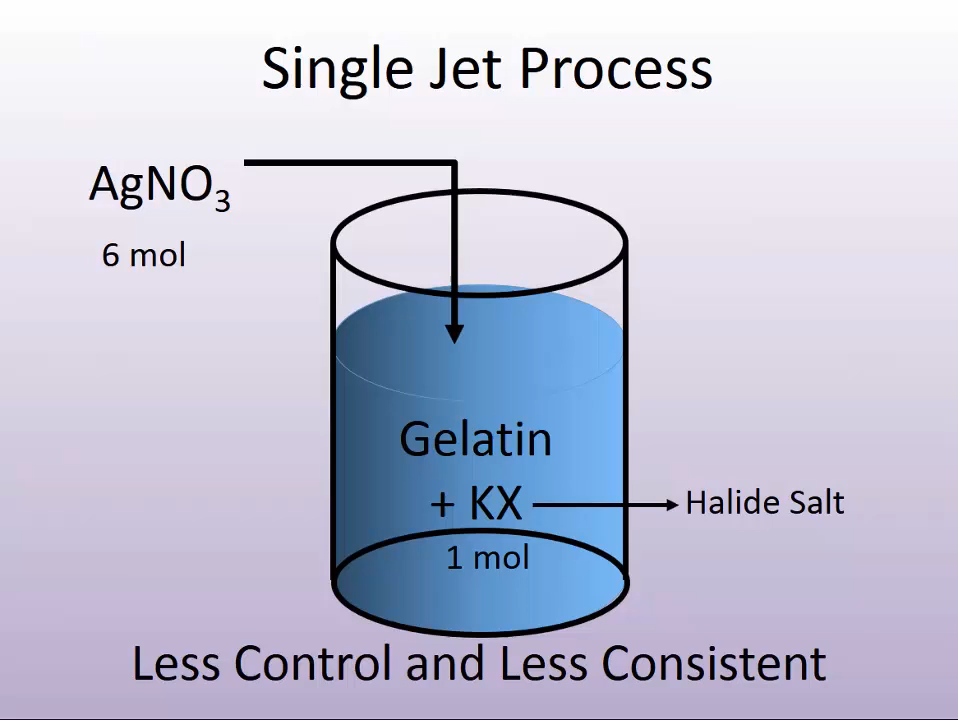 Single Jet Process
AgNO₃
6 mol
Gelatin
+ KX
Halide Salt
1 mol
Less Control and Less Consistent